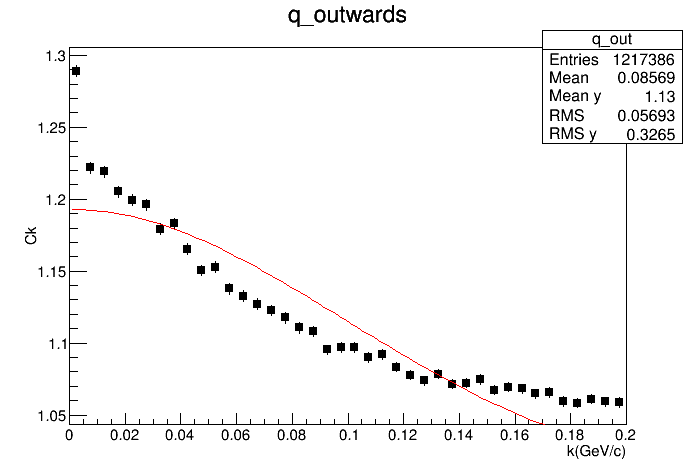 q_outwards
q_out
Entries 1217386
Mean 0.08569
Mean y 1.13
RMS 0.05693
RMS y 0.3265
1.3
1.25
1.2
1.15
1.1
1.05
Ck
0 0.02 0.04 0.06 0.08 0.1 0.12 0.14 0.16 0.18 0.2
k(GeV/c)